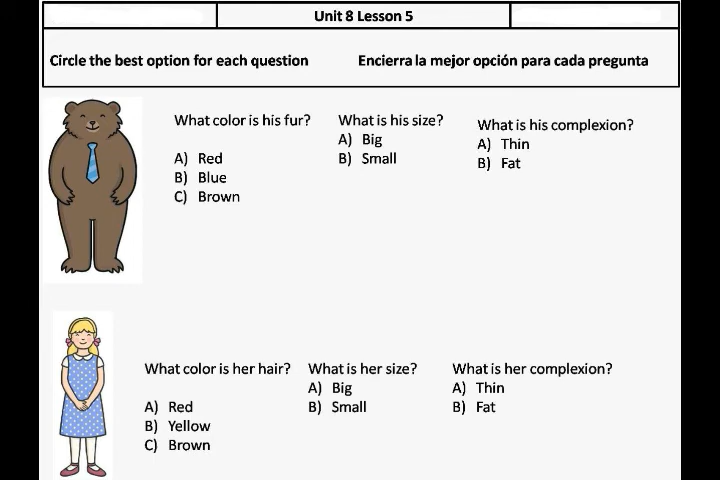 Unit 8 Lesson 5
Circle the best option for each question
Encierra la mejor opción para cada pregunta
What color is his fur?
A) Red
B) Blue
C) Brown
What is his size?
A) Big
B) Small
What is his complexion?
A) Thin
B) Fat
What color is her hair?
A) Red
B) Yellow
C) Brown
What is her size?
A) Big
B) Small
What is her complexion?
A) Thin
B) Fat